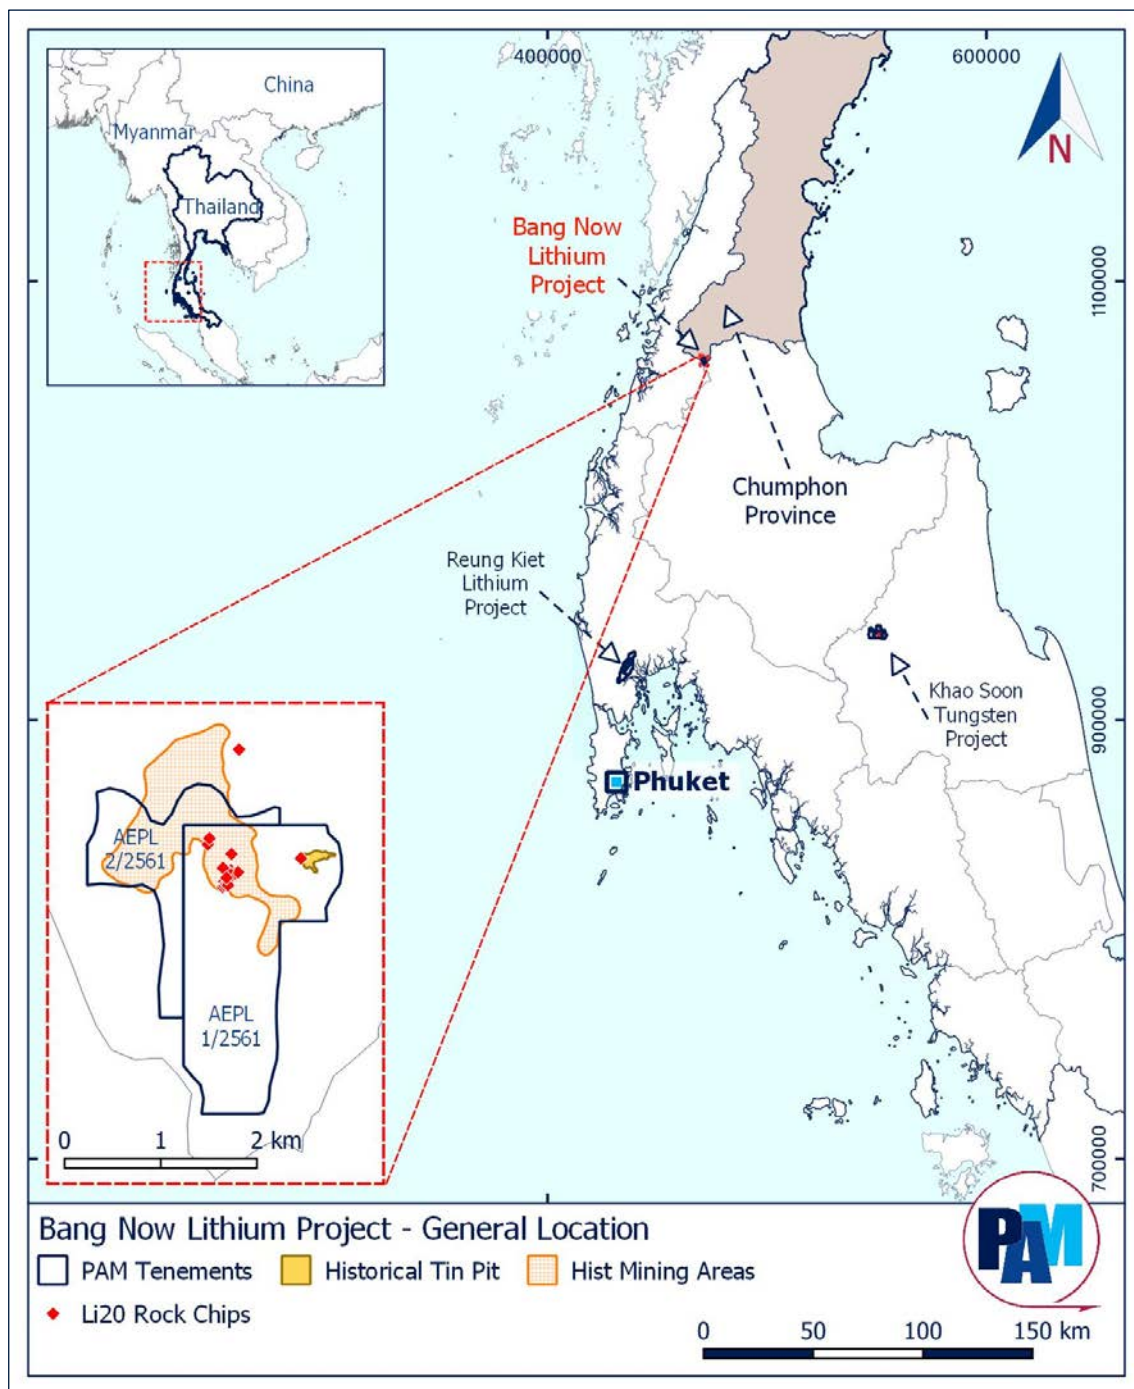 400000
600000
China
Myanmar
Thailand
N
Bang Now
Lithium
Project
1100000
Chumphon
Province
Reung Kiet
Lithium
Project
Khao Soon
Tungsten
Project
900000
Phuket
AEPL
2/2561
AEPL
1/2561
0 1 2 km
700000
Bang Now Lithium Project - General Location
PAM Tenements
Historical Tin Pit
Hist Mining Areas
Li20 Rock Chips
PAM
0 50 100 150 km